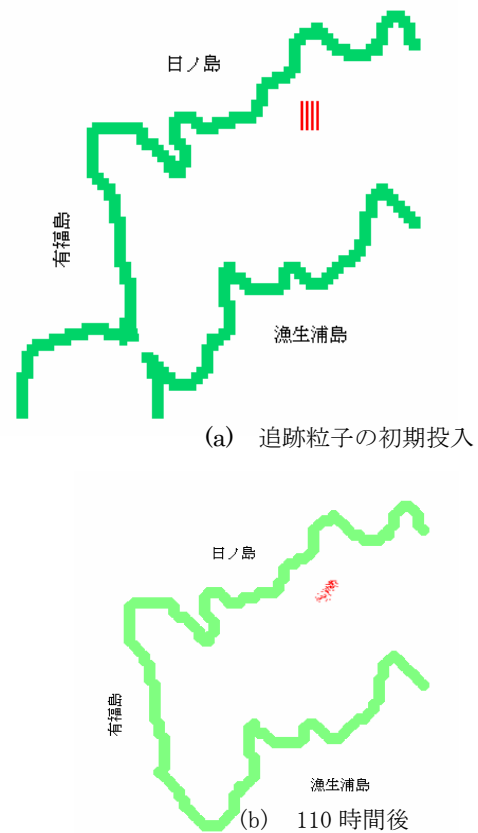 日ノ島
有福島
漁生浦島
(a) 追跡粒子の初期投入
日ノ島
有福島
漁生浦島
(b) 110 時間後